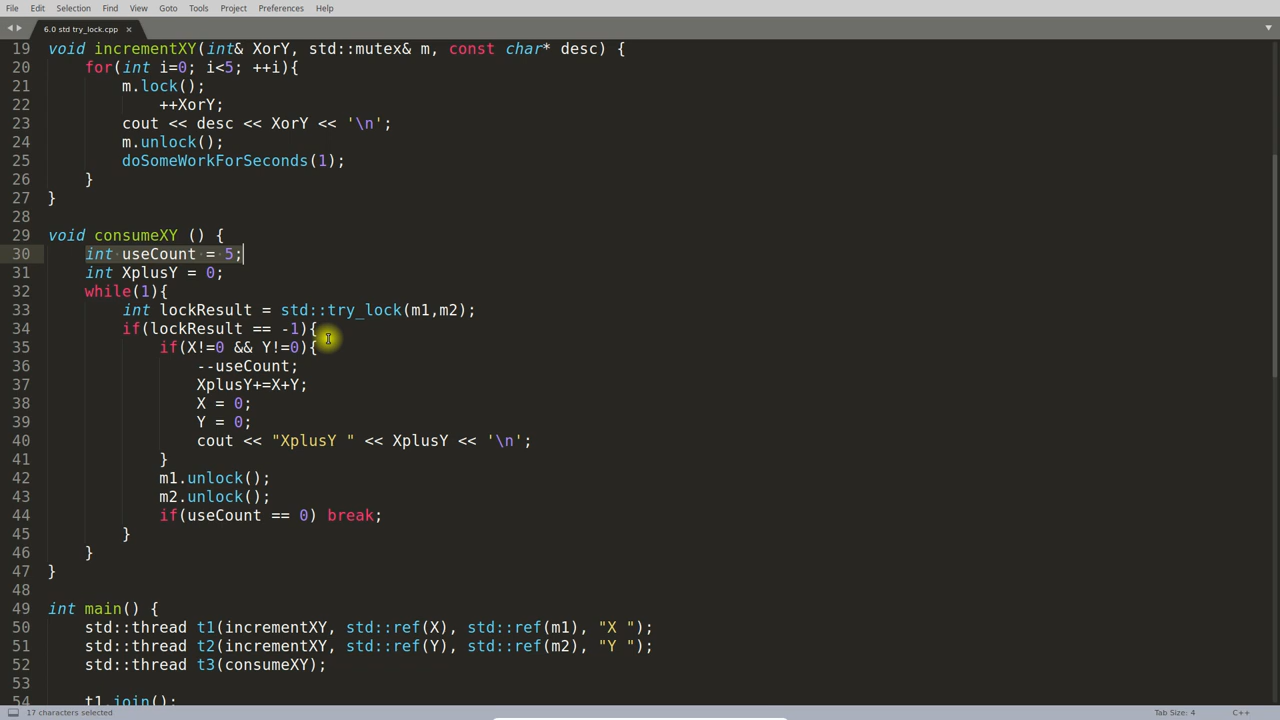 File Edit Find View Goto Tools Project Preferences Help
6.0 std try_lock.cpp ×
19 void incrementXY(int& XorY, std::mutex& m, const char* desc) {
20     for(int i=0; i<5; ++i){
21         m.lock();
22             ++XorY;
23         cout << desc << XorY << '\n';
24         m.unlock();
25         doSomeWorkForSeconds(1);
26     }
27 }
28
29 void consumeXY () {
30     int useCount = 5;
31     int XplusY = 0;
32     while(1){
33         int lockResult = std::try_lock(m1,m2);
34         if(lockResult == -1){
35             if(X!=0 && Y!=0){
36                 --useCount;
37                 XplusY+=X+Y;
38                 X = 0;
39                 Y = 0;
40                 cout << "XplusY " << XplusY << '\n';
41             }
42             m1.unlock();
43             m2.unlock();
44             if(useCount == 0) break;
45         }
46     }
47 }
48
49 int main() {
50     std::thread t1(incrementXY, std::ref(X), std::ref(m1), "X ");
51     std::thread t2(incrementXY, std::ref(Y), std::ref(m2), "Y ");
52     std::thread t3(consumeXY);
53
54     t1.join();
17 characters selected Tab Size: 4 C++